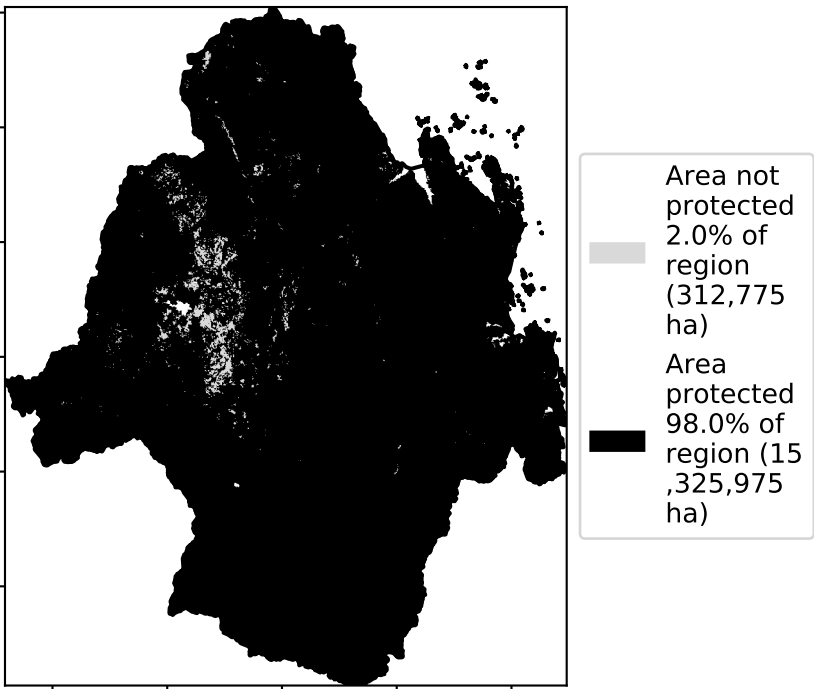 Area not
protected
2.0% of
region
(312,775
ha)
Area
protected
98.0% of
region (15
,325,975
ha)